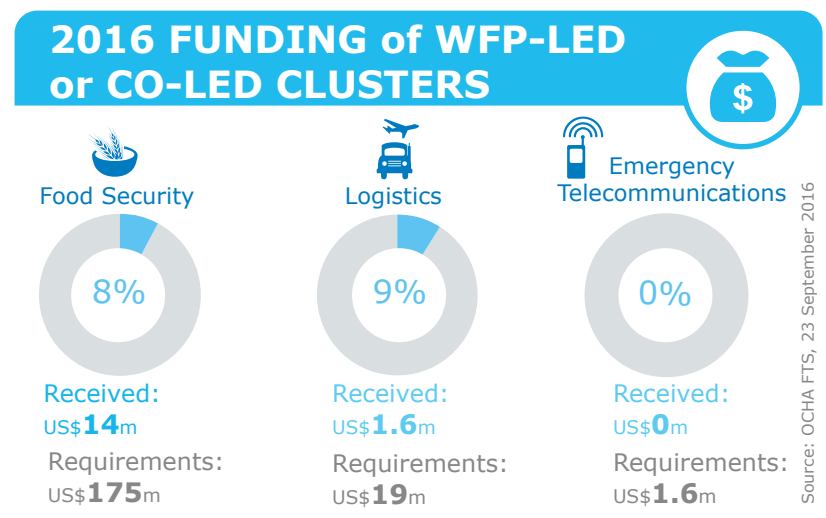 2016 FUNDING of WFP-LED
or CO-LED CLUSTERS
$
Food Security
8%
Received:
US$14m
Requirements:
US$175m
Logistics
9%
Received:
US$1.6m
Requirements:
US$19m
Emergency
Telecommunications
0%
Received:
US$0m
Requirements:
US$1.6m
Source: OCHA FTS, 23 September 2016